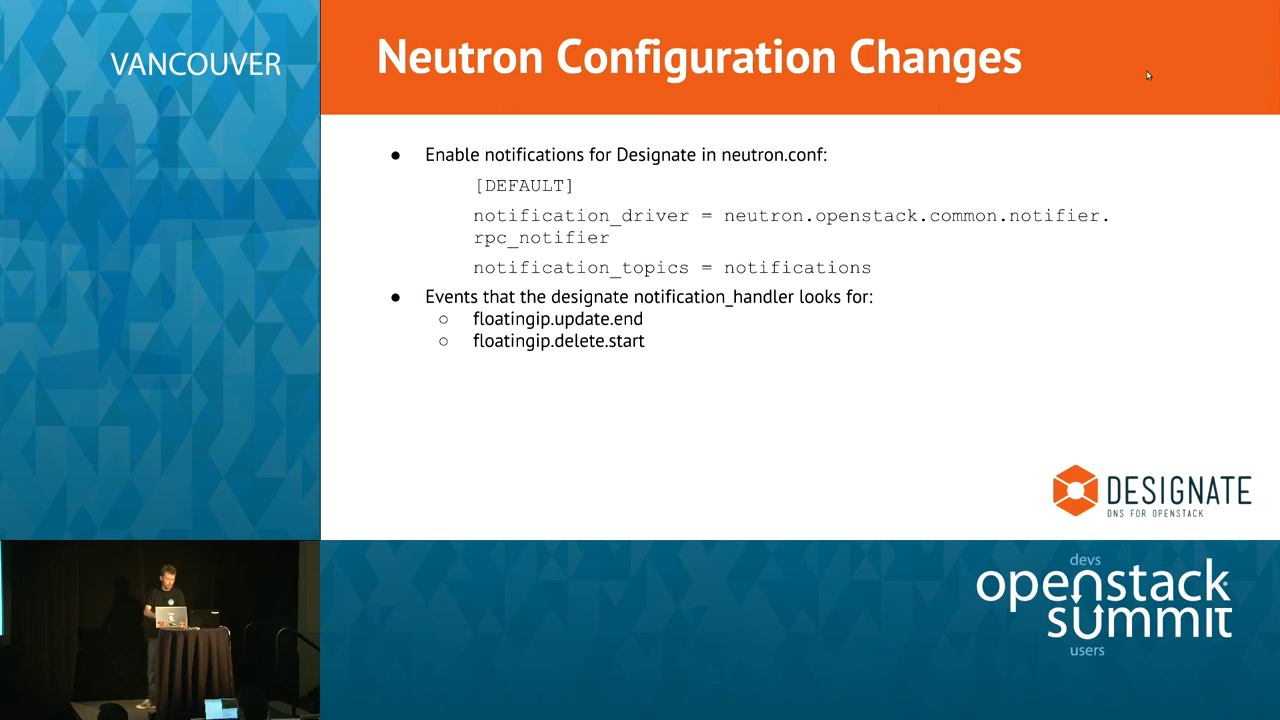 VANCOUVER
Neutron Configuration Changes
● Enable notifications for Designate in neutron.conf:
[DEFAULT]
notification_driver = neutron.openstack.common.notifier.
rpc_notifier
notification_topics = notifications
● Events that the designate notification_handler looks for:
○ floatingip.update.end
○ floatingip.delete.start
DESIGNATE
DNS FOR OPENSTACK
devs
openstack
summit
users